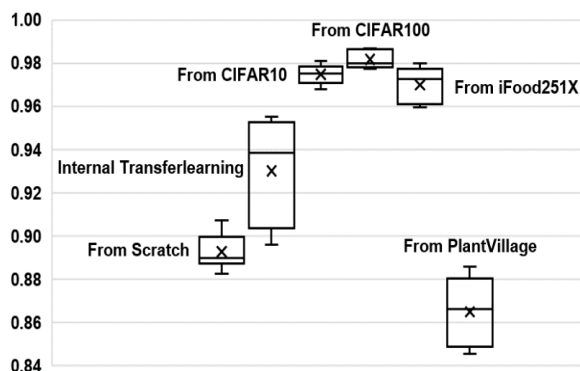 1.00
From CIFAR100
0.98
From CIFAR10
From iFood251X
0.96
0.94
Internal Transferlearning
0.92
0.90
From Scratch
From PlantVillage
0.88
0.86
0.84